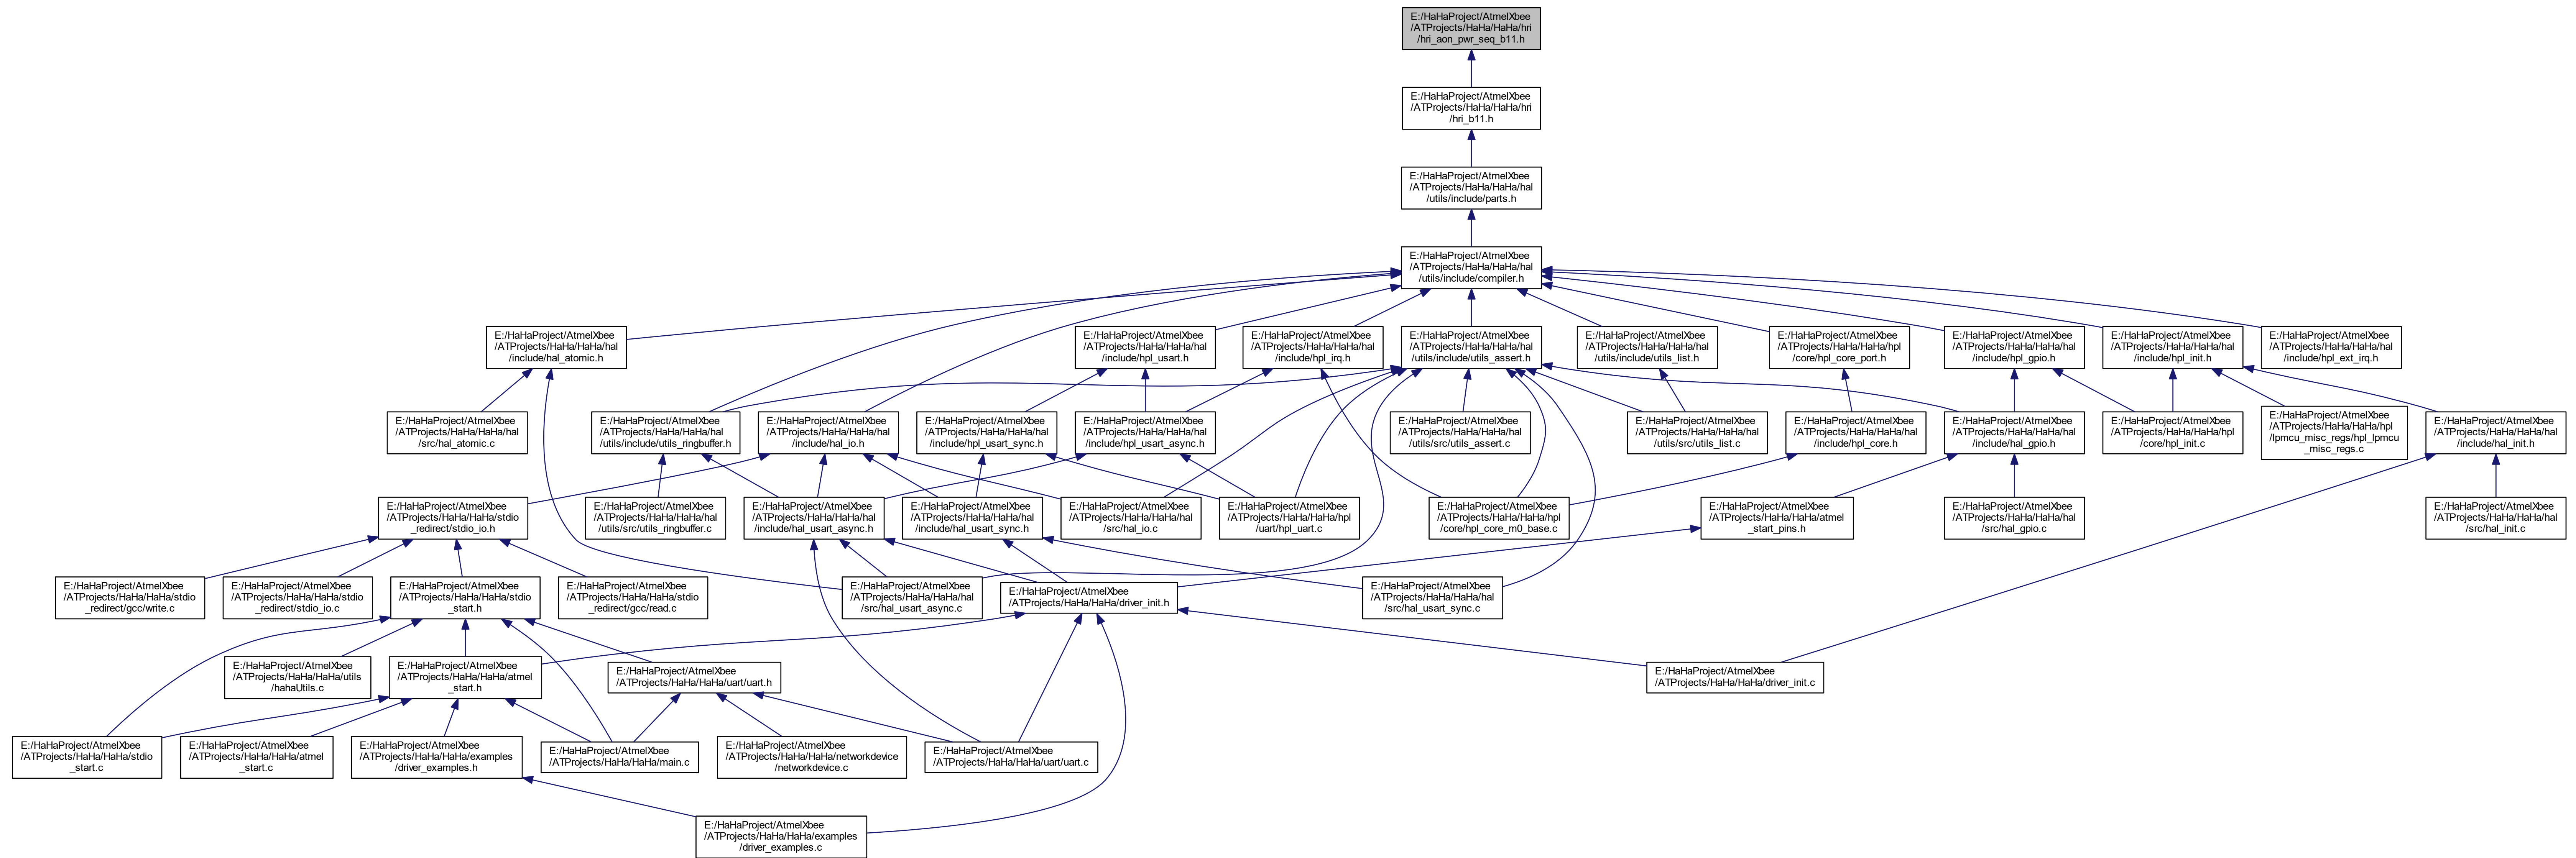 E:/HaHaProject/AtmelXbee
/ATProjects/HaHa/HaHa/hri
/hri_aon_pwr_seq_b11.h
E:/HaHaProject/AtmelXbee
/ATProjects/HaHa/HaHa/hri
/hri_b11.h
E:/HaHaProject/AtmelXbee
/ATProjects/HaHa/HaHa/hal
/utils/include/parts.h
E:/HaHaProject/AtmelXbee
/ATProjects/HaHa/HaHa/hal
/utils/include/compiler.h
E:/HaHaProject/AtmelXbee
/ATProjects/HaHa/HaHa/hal
/include/hal_atomic.h
E:/HaHaProject/AtmelXbee
/ATProjects/HaHa/HaHa/hal
/include/hpl_usart.h
E:/HaHaProject/AtmelXbee
/ATProjects/HaHa/HaHa/hal
/include/hpl_irq.h
E:/HaHaProject/AtmelXbee
/ATProjects/HaHa/HaHa/hal
/utils/include/utils_assert.h
E:/HaHaProject/AtmelXbee
/ATProjects/HaHa/HaHa/hal
/utils/include/utils_list.h
E:/HaHaProject/AtmelXbee
/ATProjects/HaHa/HaHa/hpl
/core/hpl_core_port.h
E:/HaHaProject/AtmelXbee
/ATProjects/HaHa/HaHa/hal
/include/hpl_gpio.h
E:/HaHaProject/AtmelXbee
/ATProjects/HaHa/HaHa/hal
/include/hpl_init.h
E:/HaHaProject/AtmelXbee
/ATProjects/HaHa/HaHa/hal
/include/hpl_ext_irq.h
E:/HaHaProject/AtmelXbee
/ATProjects/HaHa/HaHa/hal
/src/hal_atomic.c
E:/HaHaProject/AtmelXbee
/ATProjects/HaHa/HaHa/hal
/utils/include/utils_ringbuffer.h
E:/HaHaProject/AtmelXbee
/ATProjects/HaHa/HaHa/hal
/include/hal_io.h
E:/HaHaProject/AtmelXbee
/ATProjects/HaHa/HaHa/hal
/include/hpl_usart_sync.h
E:/HaHaProject/AtmelXbee
/ATProjects/HaHa/HaHa/hal
/include/hpl_usart_async.h
E:/HaHaProject/AtmelXbee
/ATProjects/HaHa/HaHa/hal
/utils/src/utils_assert.c
E:/HaHaProject/AtmelXbee
/ATProjects/HaHa/HaHa/hal
/utils/src/utils_list.c
E:/HaHaProject/AtmelXbee
/ATProjects/HaHa/HaHa/hal
/include/hpl_core.h
E:/HaHaProject/AtmelXbee
/ATProjects/HaHa/HaHa/hal
/include/hal_gpio.h
E:/HaHaProject/AtmelXbee
/ATProjects/HaHa/HaHa/hpl
/core/hpl_init.c
E:/HaHaProject/AtmelXbee
/ATProjects/HaHa/HaHa/hpl
/lpmcu_misc_regs/hpl_lpmcu
_misc_regs.c
E:/HaHaProject/AtmelXbee
/ATProjects/HaHa/HaHa/hal
/include/hal_init.h
E:/HaHaProject/AtmelXbee
/ATProjects/HaHa/HaHa/stdio
_redirect/stdio_io.h
E:/HaHaProject/AtmelXbee
/ATProjects/HaHa/HaHa/hal
/utils/src/utils_ringbuffer.c
E:/HaHaProject/AtmelXbee
/ATProjects/HaHa/HaHa/hal
/include/hal_usart_async.h
E:/HaHaProject/AtmelXbee
/ATProjects/HaHa/HaHa/hal
/include/hal_usart_sync.h
E:/HaHaProject/AtmelXbee
/ATProjects/HaHa/HaHa/hal
/src/hal_io.c
E:/HaHaProject/AtmelXbee
/ATProjects/HaHa/HaHa/hpl
/uart/hpl_uart.c
E:/HaHaProject/AtmelXbee
/ATProjects/HaHa/HaHa/hpl
/core/hpl_core_m0_base.c
E:/HaHaProject/AtmelXbee
/ATProjects/HaHa/HaHa/atmel
_start_pins.h
E:/HaHaProject/AtmelXbee
/ATProjects/HaHa/HaHa/hal
/src/hal_gpio.c
E:/HaHaProject/AtmelXbee
/ATProjects/HaHa/HaHa/hal
/src/hal_init.c
E:/HaHaProject/AtmelXbee
/ATProjects/HaHa/HaHa/stdio
_redirect/gcc/write.c
E:/HaHaProject/AtmelXbee
/ATProjects/HaHa/HaHa/stdio
_redirect/stdio_io.c
E:/HaHaProject/AtmelXbee
/ATProjects/HaHa/HaHa/stdio
_start.h
E:/HaHaProject/AtmelXbee
/ATProjects/HaHa/HaHa/stdio
_redirect/gcc/read.c
E:/HaHaProject/AtmelXbee
/ATProjects/HaHa/HaHa/hal
/src/hal_usart_async.c
E:/HaHaProject/AtmelXbee
/ATProjects/HaHa/HaHa/driver_init.h
E:/HaHaProject/AtmelXbee
/ATProjects/HaHa/HaHa/hal
/src/hal_usart_sync.c
E:/HaHaProject/AtmelXbee
/ATProjects/HaHa/HaHa/utils
/hahaUtils.c
E:/HaHaProject/AtmelXbee
/ATProjects/HaHa/HaHa/atmel
_start.h
E:/HaHaProject/AtmelXbee
/ATProjects/HaHa/HaHa/uart/uart.h
E:/HaHaProject/AtmelXbee
/ATProjects/HaHa/HaHa/driver_init.c
E:/HaHaProject/AtmelXbee
/ATProjects/HaHa/HaHa/stdio
_start.c
E:/HaHaProject/AtmelXbee
/ATProjects/HaHa/HaHa/atmel
_start.c
E:/HaHaProject/AtmelXbee
/ATProjects/HaHa/HaHa/examples
/driver_examples.h
E:/HaHaProject/AtmelXbee
/ATProjects/HaHa/HaHa/main.c
E:/HaHaProject/AtmelXbee
/ATProjects/HaHa/HaHa/networkdevice
/networkdevice.c
E:/HaHaProject/AtmelXbee
/ATProjects/HaHa/HaHa/uart/uart.c
E:/HaHaProject/AtmelXbee
/ATProjects/HaHa/HaHa/examples
/driver_examples.c